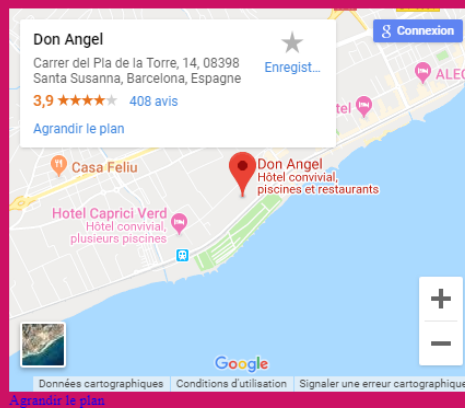 Don Angel
Carrer del Pla de la Torre, 14, 08398
Santa Susanna, Barcelona, Espagne
Enregist...
3,9 ★★★★★ 408 avis
Agrandir le plan
Connexion
ALEG
tel
Casa Feliu
Don Angel
Hôtel convivial,
piscines et restaurants
Hotel Caprici Verd
Hôtel convivial,
plusieurs piscines
Google
Données cartographiques
Conditions d'utilisation
Signaler une erreur cartographique
Agrandir le plan